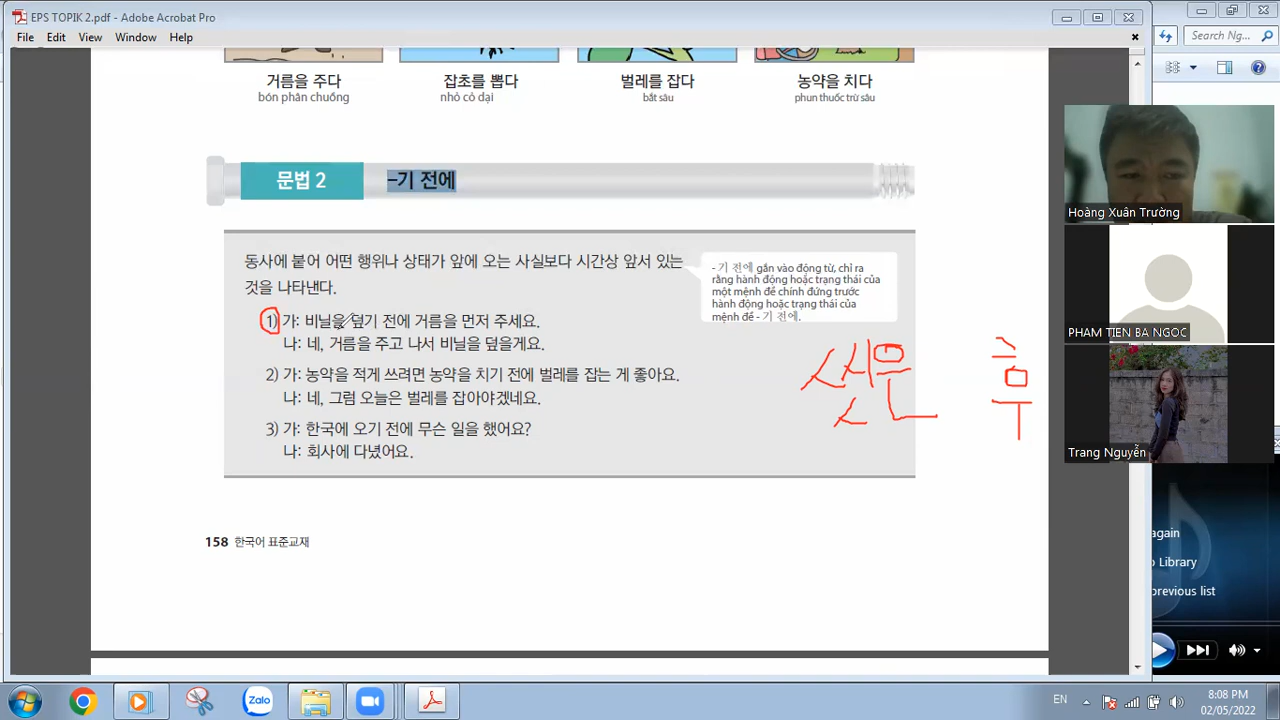 EPS TOPIK 2.pdf - Adobe Acrobat Pro
File Edit View Window Help
Search Ng...
거름을 주다
bón phân chuồng
잡초를 뽑다
nhỏ cỏ dại
벌레를 잡다
bắt sâu
농약을 치다
phun thuốc trừ sâu
문법 2
-기 전에
동사에 붙어 어떤 행위나 상태가 앞에 오는 사실보다 시간상 앞서 있는
것을 나타낸다.
- 기 전에 gắn vào động từ, chỉ ra
rằng hành động hoặc trạng thái của
một mệnh đề chính đứng trước
hành động hoặc trạng thái của
mệnh đề - 기 전에.
1) 가: 비닐을 덮기 전에 거름을 먼저 주세요.
나: 네, 거름을 주고 나서 비닐을 덮을게요.
2) 가: 농약을 적게 쓰려면 농약을 치기 전에 벌레를 잡는 게 좋아요.
나: 네, 그럼 오늘은 벌레를 잡아야겠네요.
3) 가: 한국에 오기 전에 무슨 일을 했어요?
나: 회사에 다녔어요.
158 한국어 표준교재
Hoàng Xuân Trường
PHAM TIEN BA NGOC
Trang Nguyễn
again
o Library
previous list
Zalo
EN
8:08 PM
02/05/2022